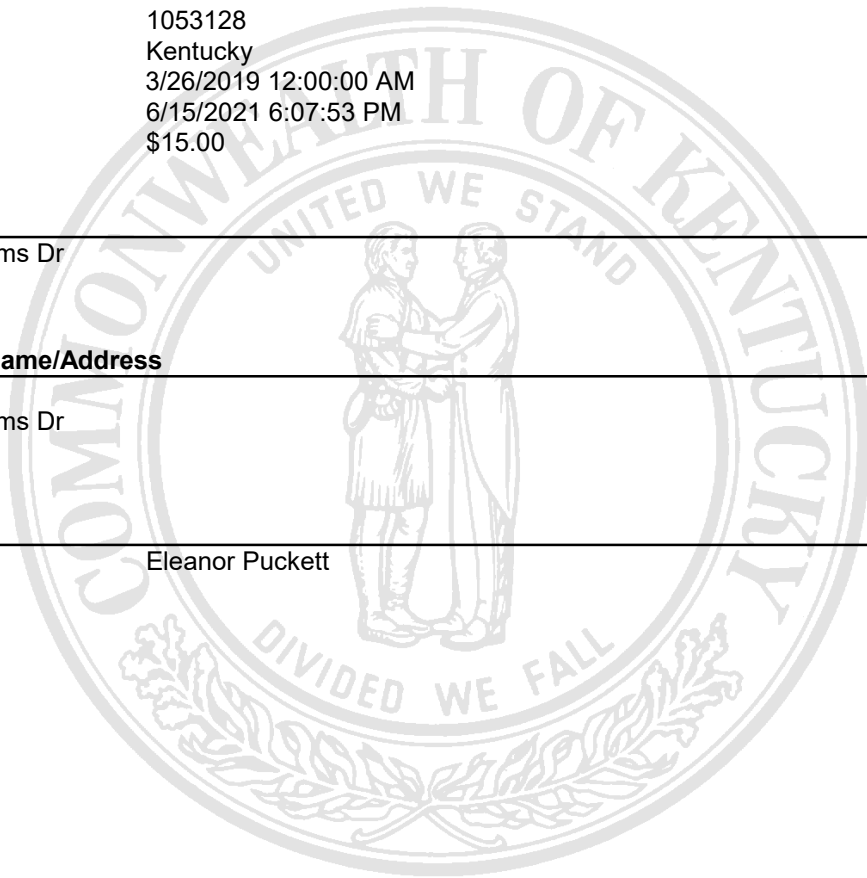 1053128
Kentucky
3/26/2019 12:00:00 AM
6/15/2021 6:07:53 PM
$15.00
COMMONWEALTH OF KENTUCKY
UNITED WE STAND
ms Dr
ame/Address
ms Dr
Eleanor Puckett
DIVIDED WE FALL